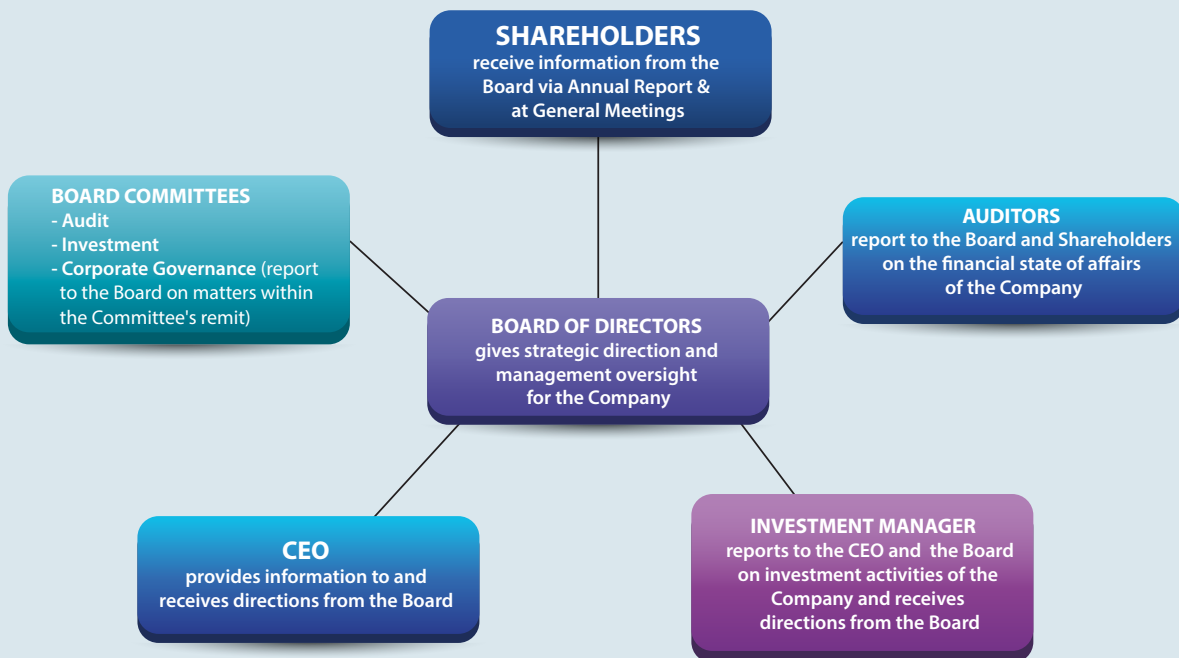 SHAREHOLDERS
receive information from the
Board via Annual Report &
at General Meetings
BOARD COMMITTEES
- Audit
- Investment
- Corporate Governance (report
to the Board on matters within
the Committee's remit)
AUDITORS
report to the Board and Shareholders
on the financial state of affairs
of the Company
BOARD OF DIRECTORS
gives strategic direction and
management oversight
for the Company
CEO
provides information to and
receives directions from the Board
INVESTMENT MANAGER
reports to the CEO and the Board
on investment activities of the
Company and receives
directions from the Board